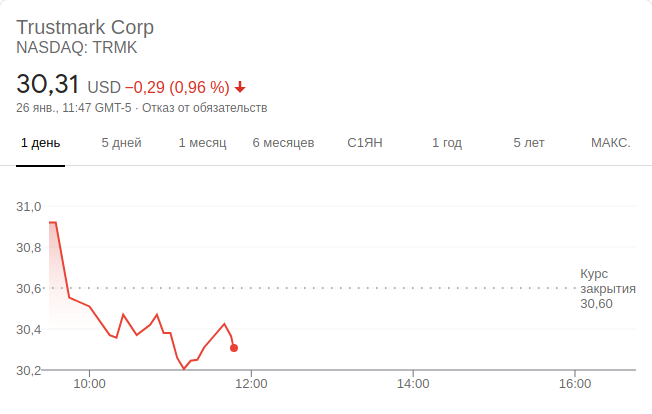 Trustmark Corp
NASDAQ: TRMK
30,31 USD −0,29 (0,96 %)
26 янв., 11:47 GMT-5 · Отказ от обязательств
1 день 5 дней 1 месяц 6 месяцев С1ЯН 1 год 5 лет МАКС.
31,0
30,8
30,6
30,4
30,2
Курс
закрытия
30,60
10:00 12:00 14:00 16:00